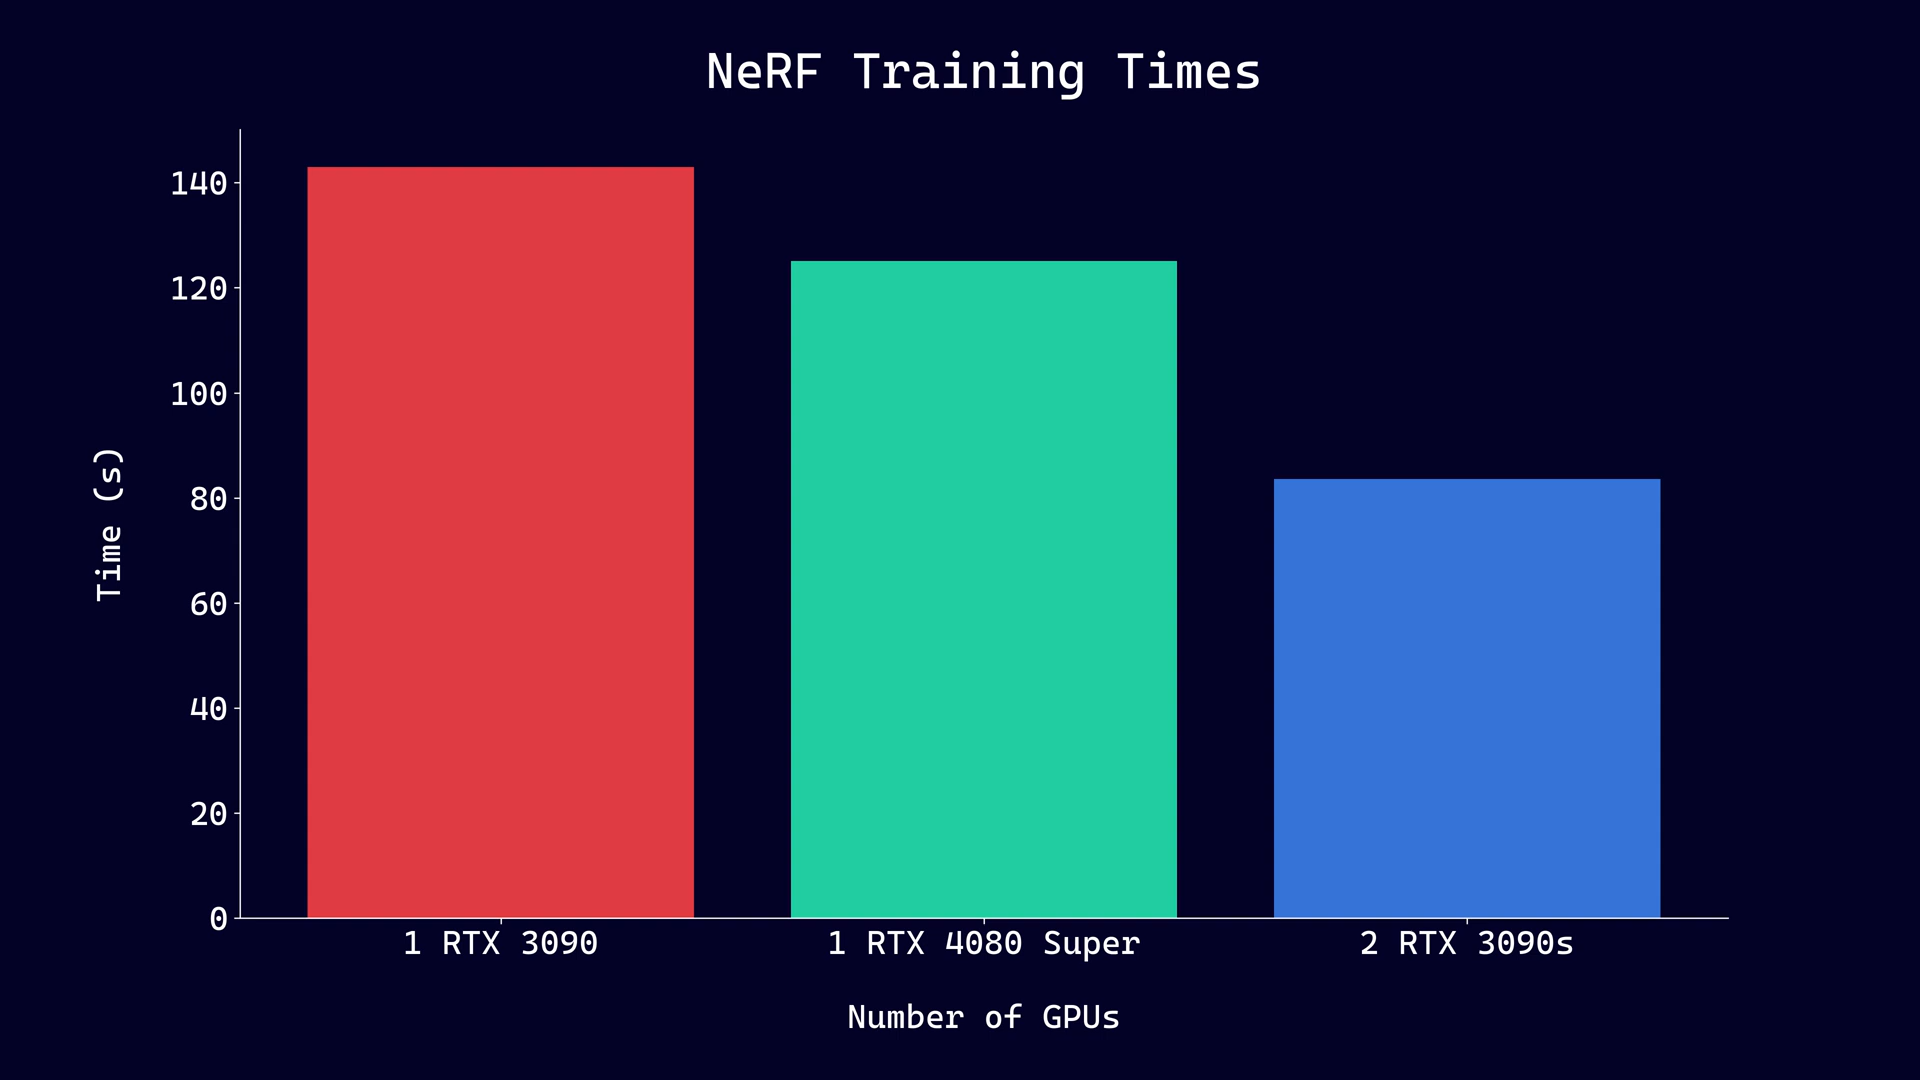 NeRF Training Times
Time (s)
140
120
100
80
60
40
20
0
1 RTX 3090
1 RTX 4080 Super
2 RTX 3090s
Number of GPUs